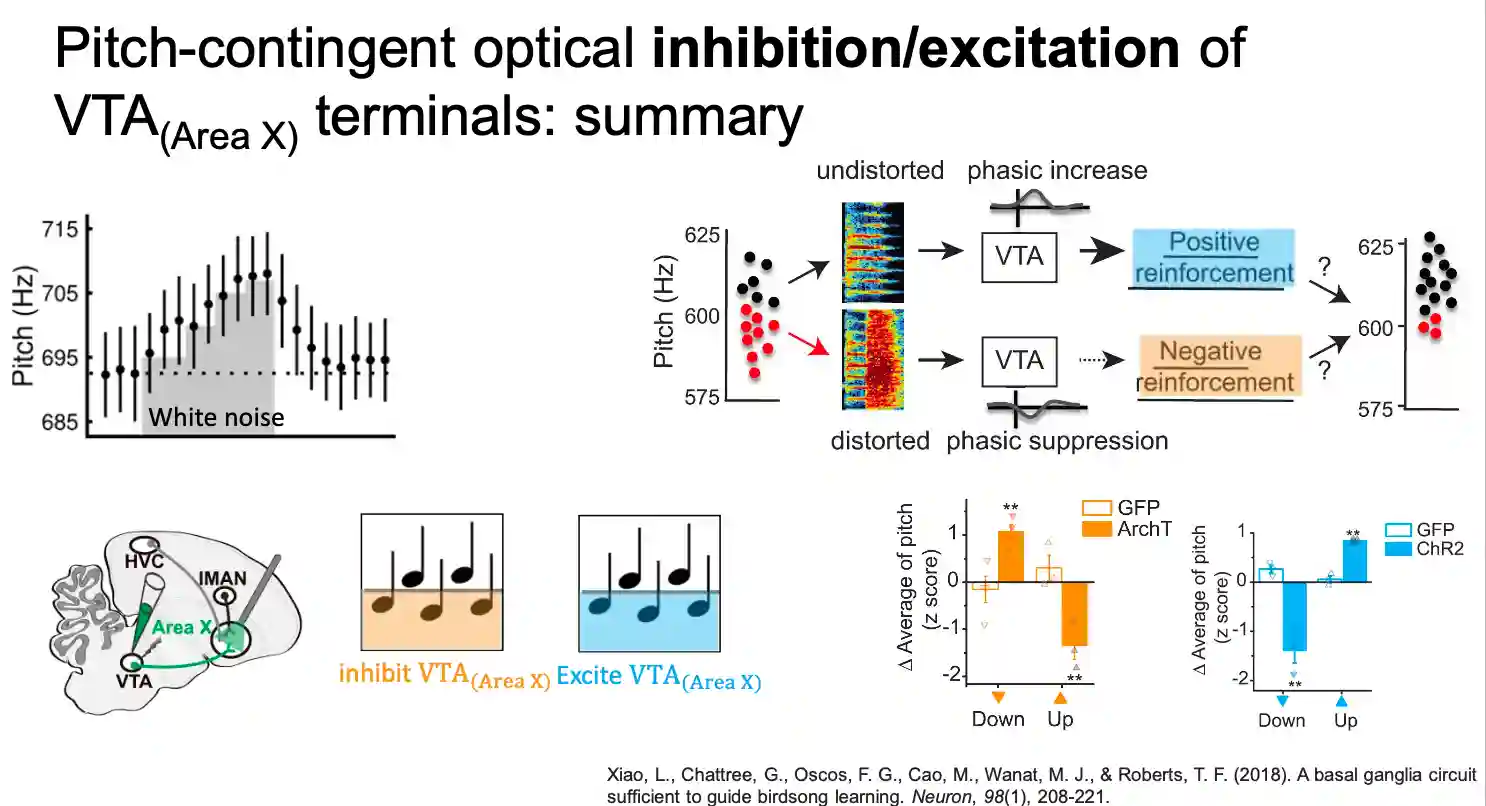 Pitch-contingent optical inhibition/excitation of
VTA(Area X) terminals: summary
715
705
695
685
Pitch (Hz)
White noise
undistorted
phasic increase
625
600
575
Pitch (Hz)
VTA
Positive
reinforcement
?
VTA
Negative
reinforcement
?
distorted
phasic suppression
625
600
575
HVC
lMAN
Area X
VTA
inhibit VTA(Area X)
Excite VTA(Area X)
Δ Average of pitch
(z score)
1
0
-1
-2
**
**
GFP
ArchT
Down
Up
Δ Average of pitch
(z score)
1
0
-1
-2
**
**
GFP
ChR2
Down
Up
Xiao, L., Chattree, G., Oscos, F. G., Cao, M., Wanat, M. J., & Roberts, T. F. (2018). A basal ganglia circuit
sufficient to guide birdsong learning. Neuron, 98(1), 208-221.